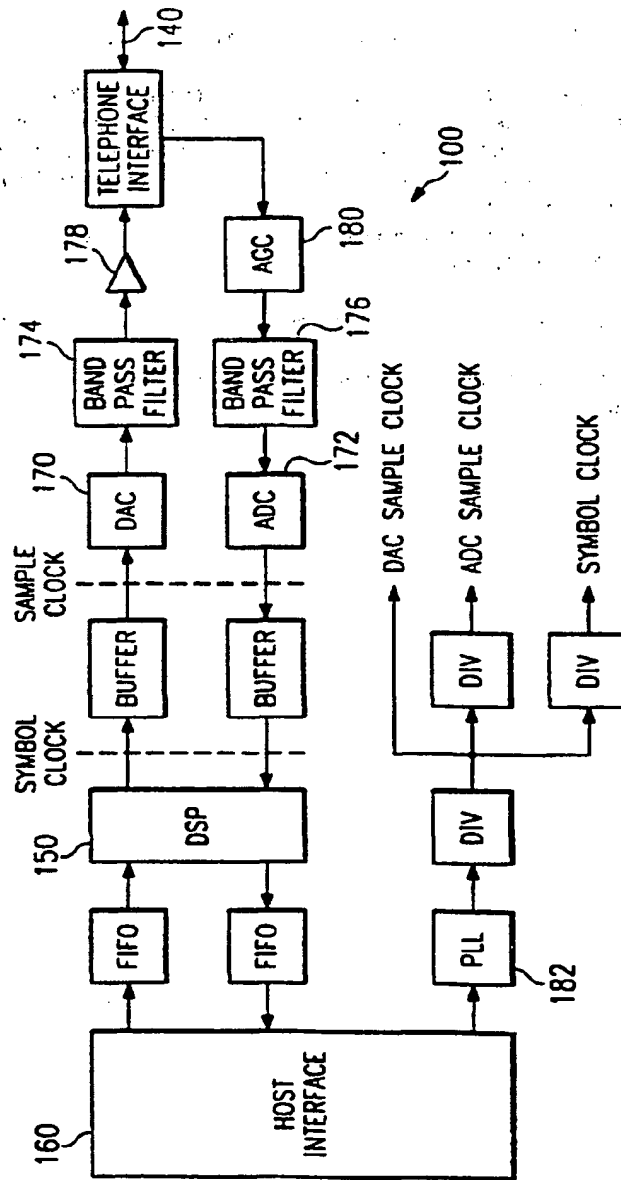 TELEPHONE
INTERFACE
140
178
174
BAND
PASS
FILTER
170
DAC
SAMPLE
CLOCK
BUFFER
SYMBOL
CLOCK
150
DSP
FIFO
FIFO
BUFFER
ADC
172
BAND
PASS
FILTER
176
AGC
180
100
160
HOST
INTERFACE
PLL
182
DIV
DIV
DIV
DAC SAMPLE CLOCK
ADC SAMPLE CLOCK
SYMBOL CLOCK